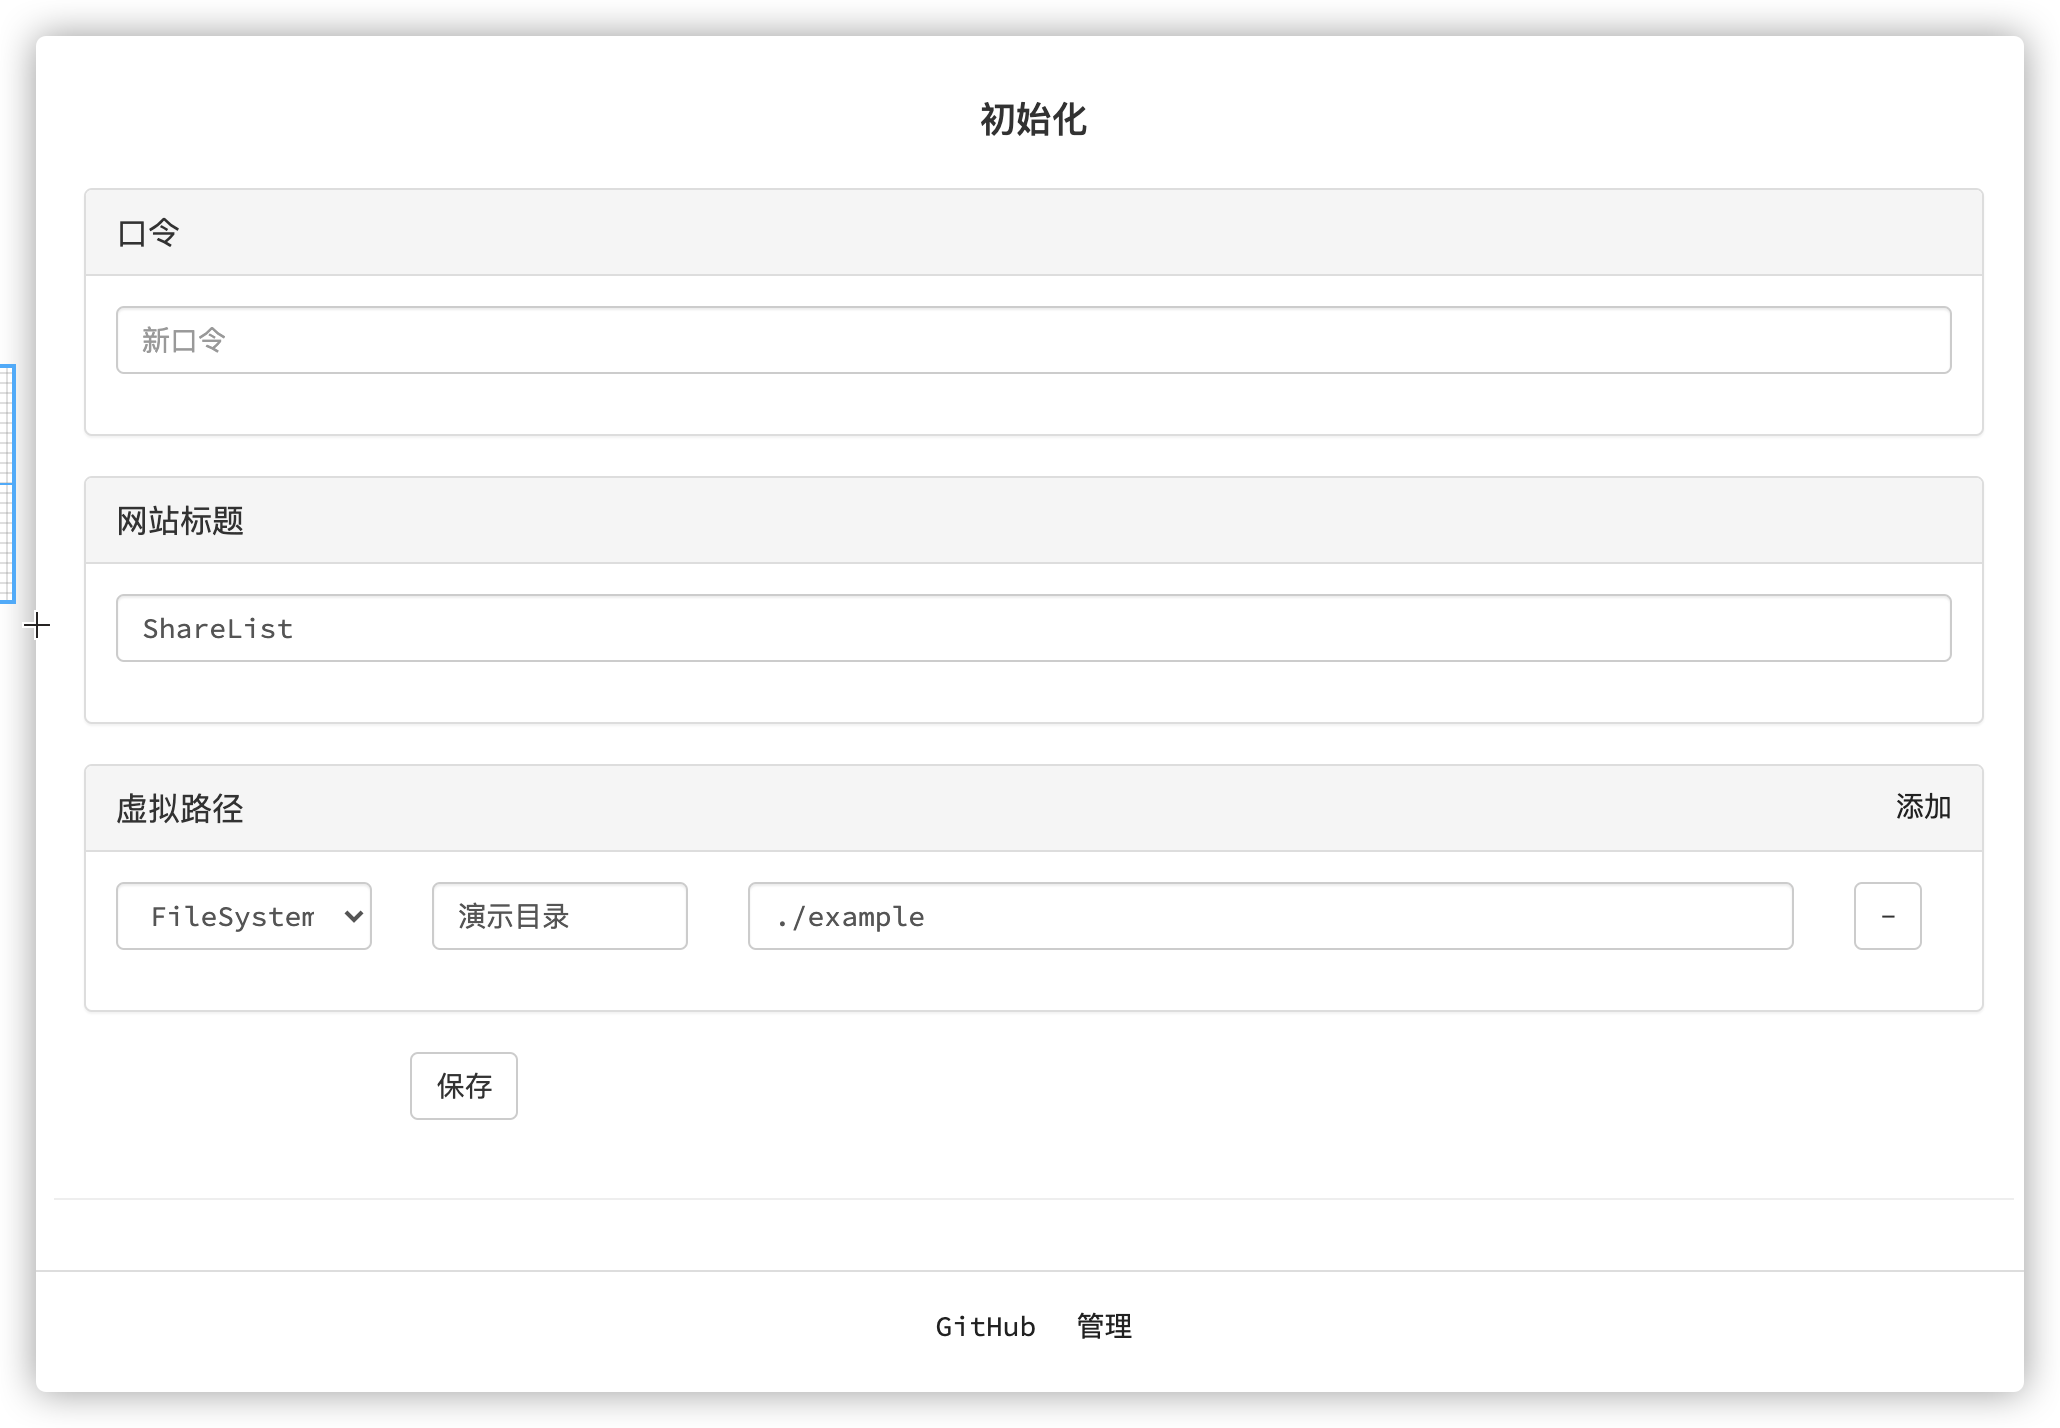 初始化
口令
新口令
网站标题
ShareList
虚拟路径 添加
FileSystem 演示目录 ./example -
保存
GitHub 管理